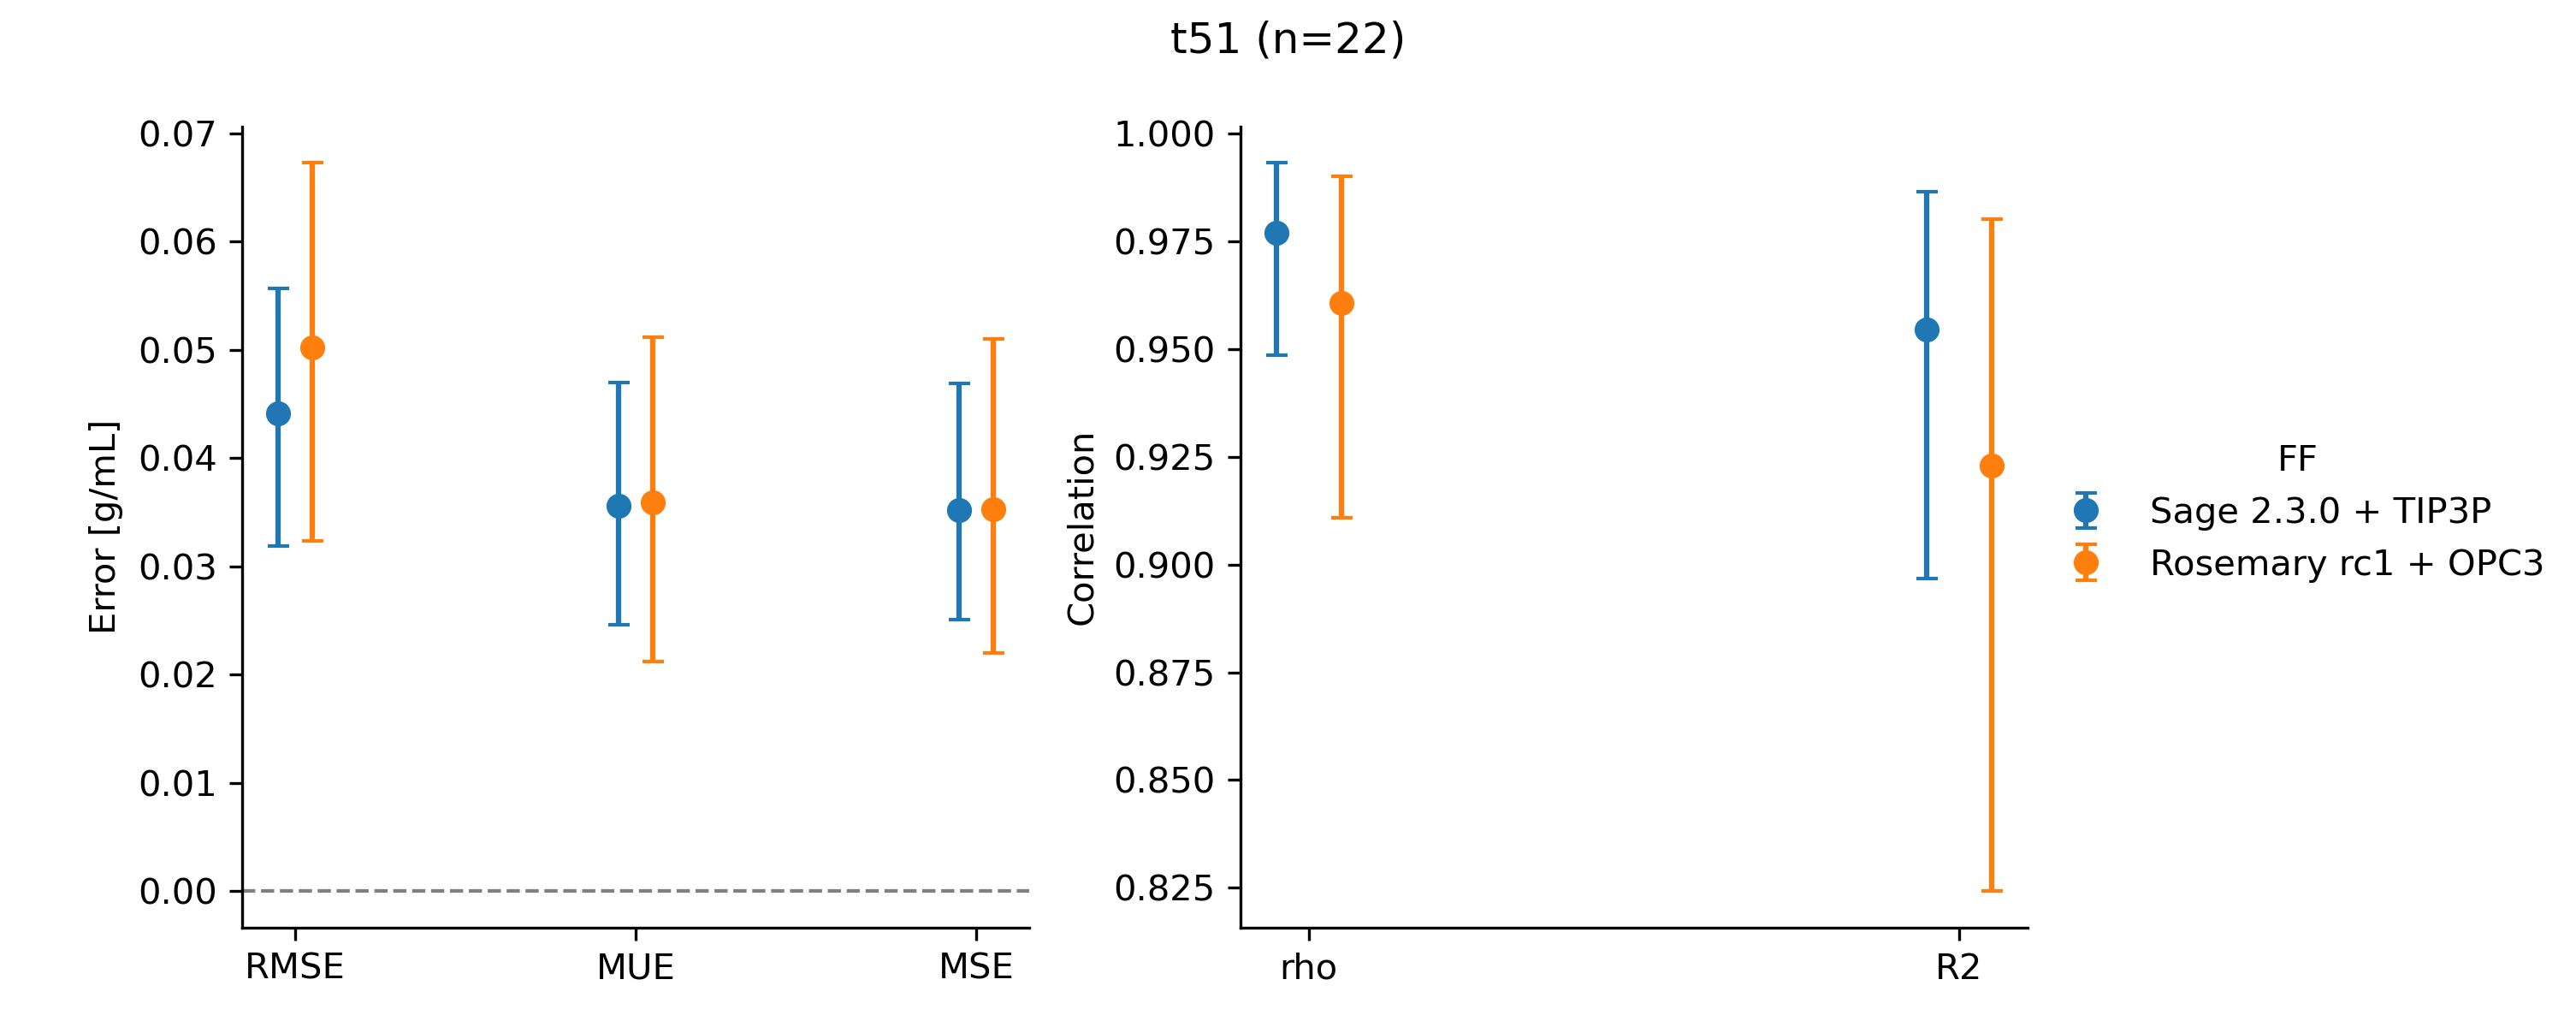 t51 (n=22)
0.07
0.06
0.05
0.04
0.03
0.02
0.01
0.00
Error [g/mL]
RMSE
MUE
MSE
1.000
0.975
0.950
0.925
0.900
0.875
0.850
0.825
Correlation
rho
R2
FF
Sage 2.3.0 + TIP3P
Rosemary rc1 + OPC3